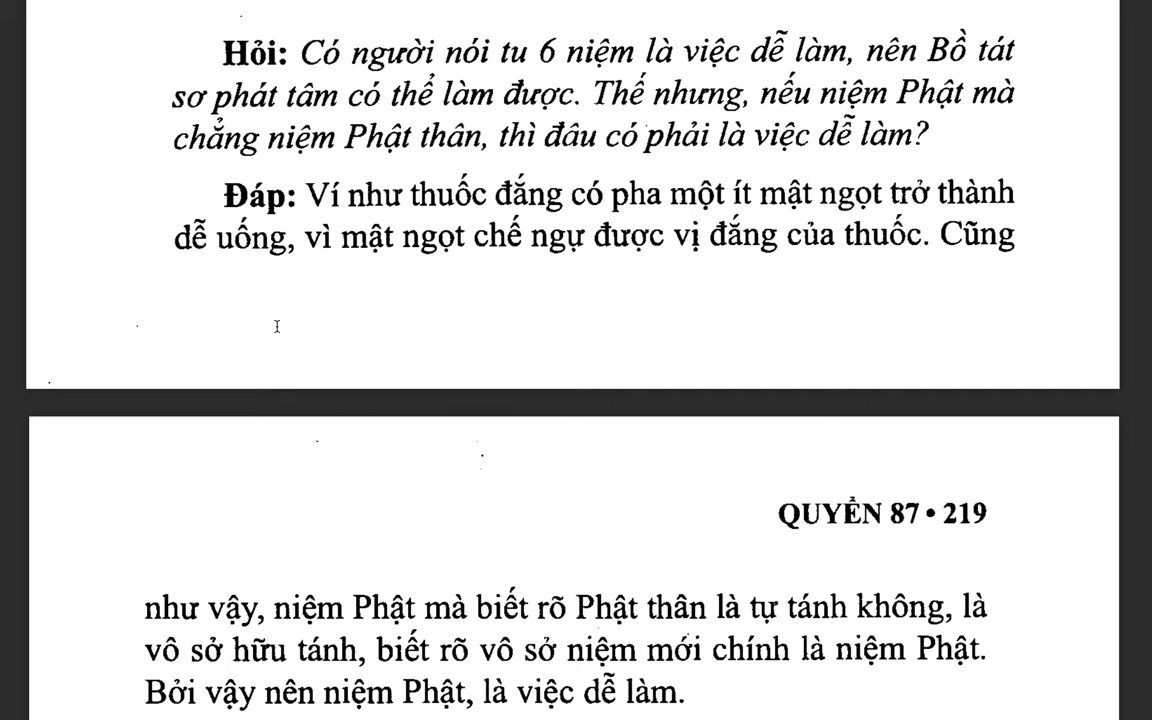 Hỏi: Có người nói tu 6 niệm là việc dễ làm, nên Bồ tát
sơ phát tâm có thể làm được. Thế nhưng, nếu niệm Phật mà
chẳng niệm Phật thân, thì đâu có phải là việc dễ làm?
Đáp: Ví như thuốc đắng có pha một ít mật ngọt trở thành
dễ uống, vì mật ngọt chế ngự được vị đắng của thuốc. Cũng
QUYỂN 87 • 219
như vậy, niệm Phật mà biết rõ Phật thân là tự tánh không, là
vô sở hữu tánh, biết rõ vô sở niệm mới chính là niệm Phật.
Bởi vậy nên niệm Phật, là việc dễ làm.